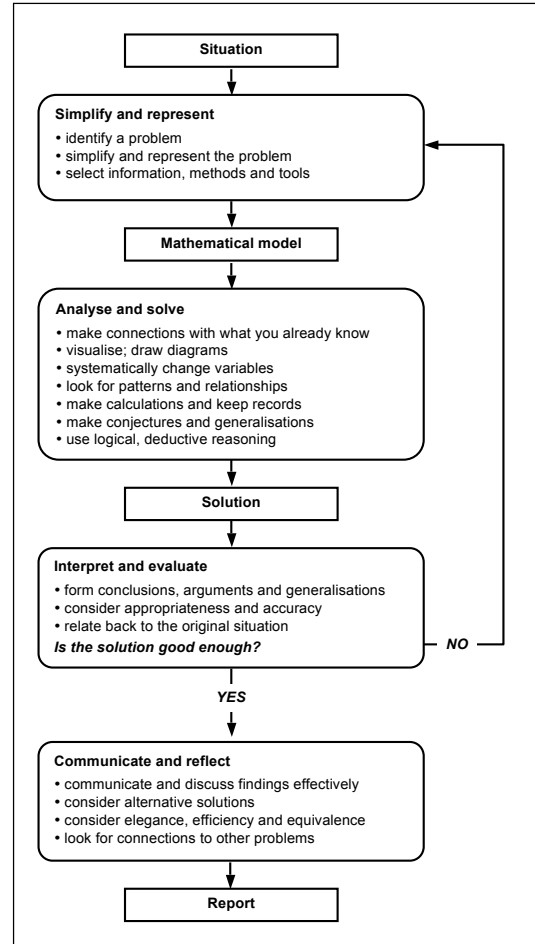 Situation
Simplify and represent
• identify a problem
• simplify and represent the problem
• select information, methods and tools
Mathematical model
Analyse and solve
• make connections with what you already know
• visualise; draw diagrams
• systematically change variables
• look for patterns and relationships
• make calculations and keep records
• make conjectures and generalisations
• use logical, deductive reasoning
Solution
Interpret and evaluate
• form conclusions, arguments and generalisations
• consider appropriateness and accuracy
• relate back to the original situation
Is the solution good enough?
NO
YES
Communicate and reflect
• communicate and discuss findings effectively
• consider alternative solutions
• consider elegance, efficiency and equivalence
• look for connections to other problems
Report